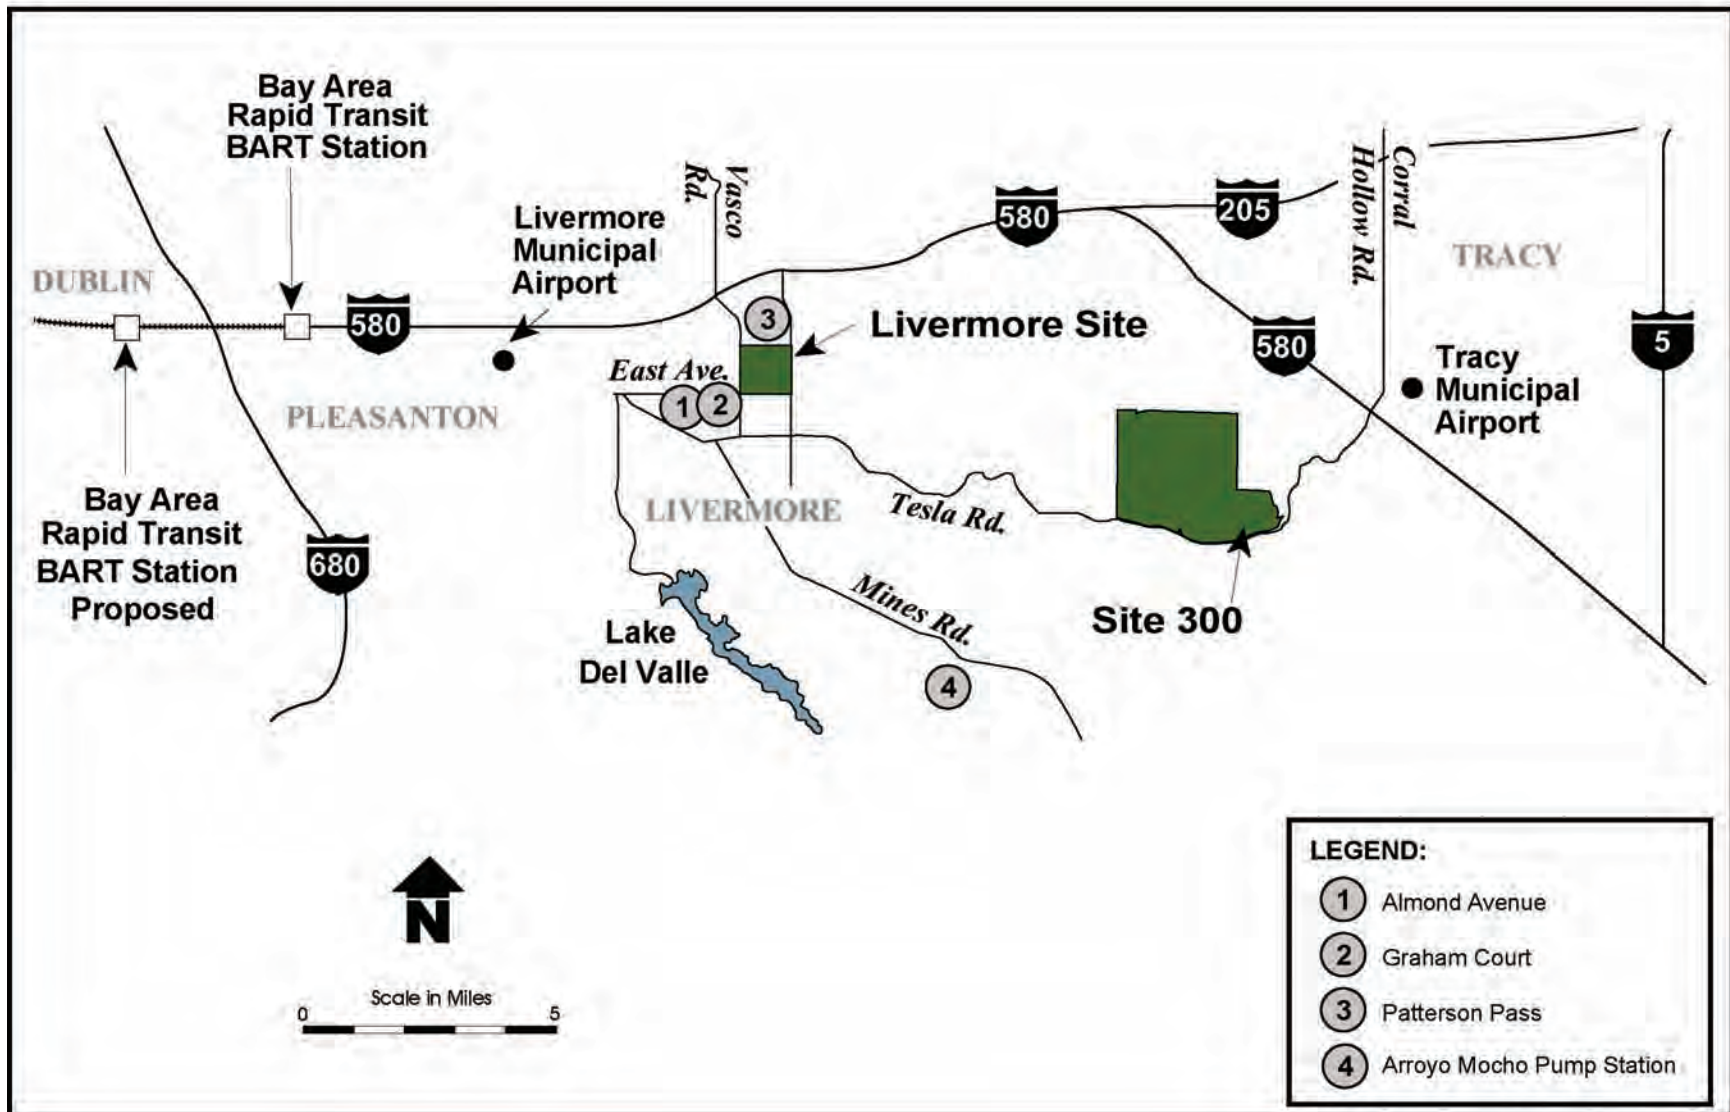 Bay Area
Rapid Transit
BART Station
Vasco
Rd.
Corral
Hollow Rd.
Livermore
Municipal
Airport
580
205
DUBLIN
TRACY
580
3
Livermore Site
580
5
East Ave.
Tracy
Municipal
Airport
PLEASANTON
1
2
Bay Area
Rapid Transit
BART Station
Proposed
LIVERMORE
Tesla Rd.
680
Mines Rd.
Site 300
Lake
Del Valle
4
N
Scale in Miles
0
5
LEGEND:
1 Almond Avenue
2 Graham Court
3 Patterson Pass
4 Arroyo Mocho Pump Station